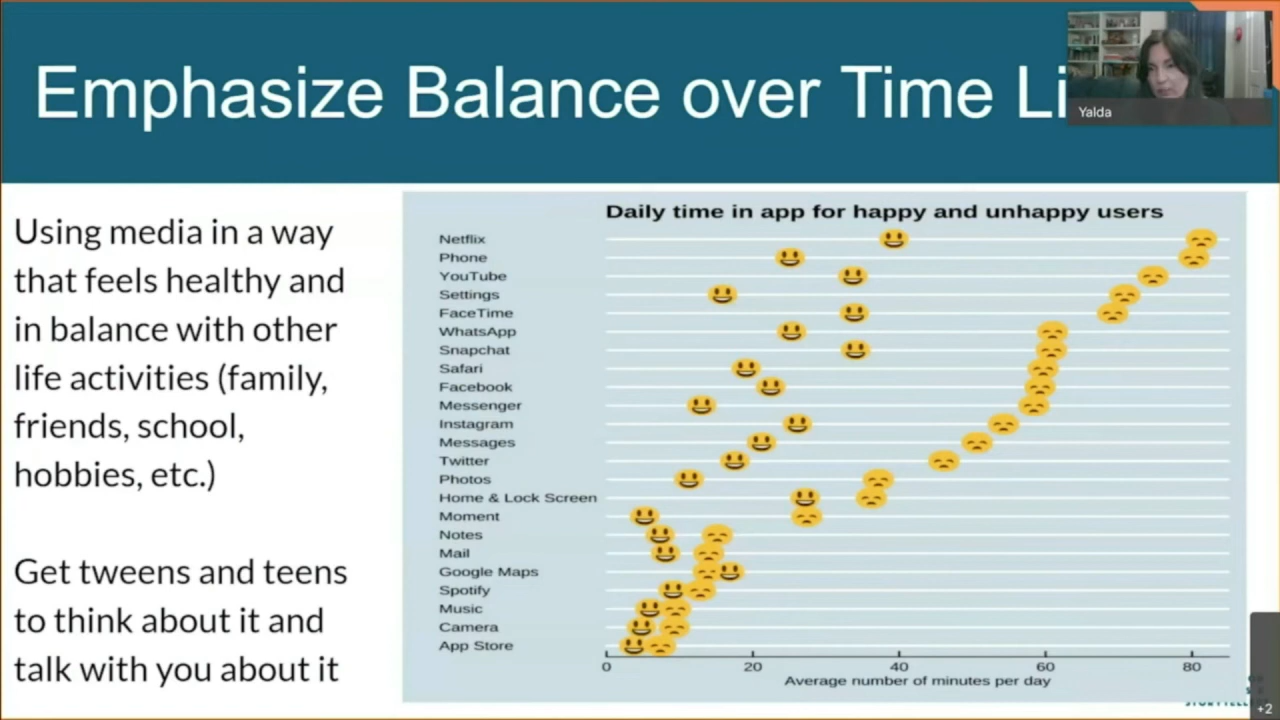 Emphasize Balance over Time Li
Yalda
Using media in a way
that feels healthy and
in balance with other
life activities (family,
friends, school,
hobbies, etc.)
Get tweens and teens
to think about it and
talk with you about it
Daily time in app for happy and unhappy users
Netflix
Phone
YouTube
Settings
FaceTime
WhatsApp
Snapchat
Safari
Facebook
Messenger
Instagram
Messages
Twitter
Photos
Home & Lock Screen
Moment
Notes
Mail
Google Maps
Spotify
Music
Camera
App Store
0 20 40 60 80
Average number of minutes per day
+2